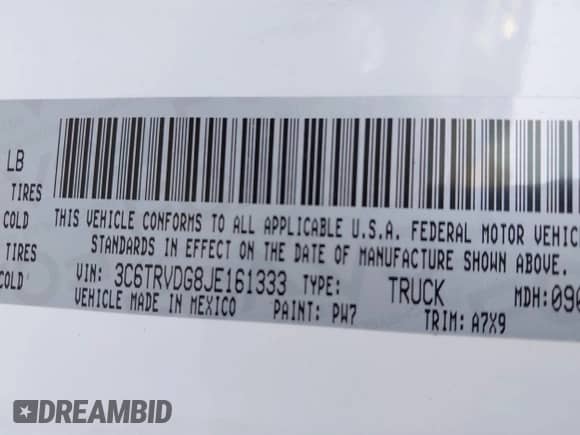 LB
TIRES
COLD
TIRES
COLD
THIS VEHICLE CONFORMS TO ALL APPLICABLE U.S.A. FEDERAL MOTOR VEHIC
STANDARDS IN EFFECT ON THE DATE OF MANUFACTURE SHOWN ABOVE.
VIN: 3C6TRVDG8JE161333 TYPE: TRUCK MDH:090
VEHICLE MADE IN MEXICO PAINT: PW7 TRIM: A7X9
DREAMBID